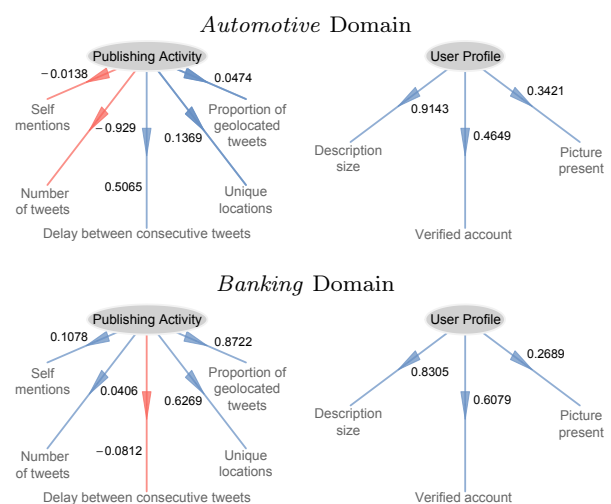 Automotive Domain
Publishing Activity
User Profile
−0.0138
0.0474
0.3421
0.9143
Self
mentions
Proportion of
geolocated
tweets
−0.929
0.1369
0.4649
Description
size
Picture
present
0.5065
Number
of tweets
Unique
locations
Delay between consecutive tweets
Verified account
Banking Domain
Publishing Activity
User Profile
0.1078
0.8722
0.2689
0.8305
Self
mentions
Proportion of
geolocated
tweets
0.0406
0.6269
0.6079
Description
size
Picture
present
−0.0812
Number
of tweets
Unique
locations
Delay between consecutive tweets
Verified account